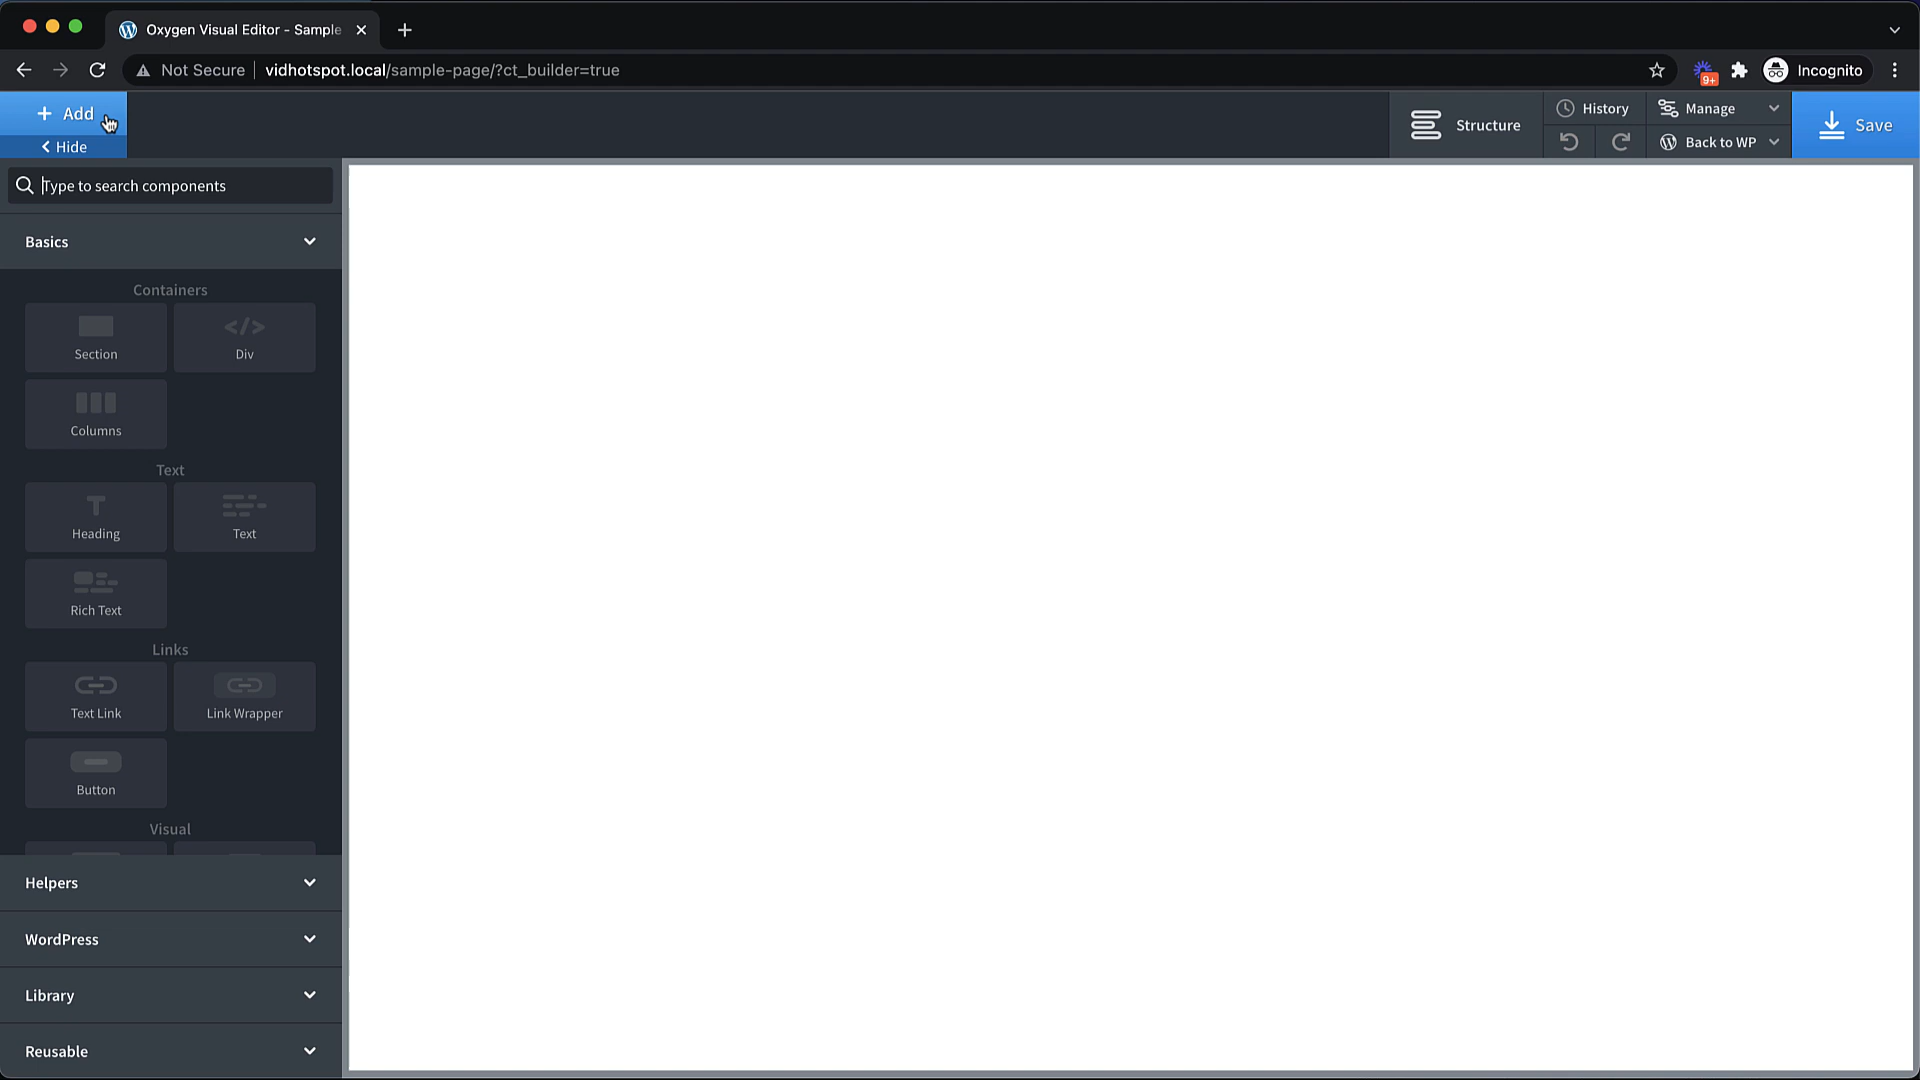 Oxygen Visual Editor - Sample
Not Secure
vidhotspot.local/sample-page/?ct_builder=true
9+
Incognito
+ Add
Hide
Structure
History
Manage
Back to WP
Save
Type to search components
Basics
Containers
Section
</>
Div
Columns
Text
T
Heading
Text
Rich Text
Links
Text Link
Link Wrapper
Button
Visual
Helpers
WordPress
Library
Reusable